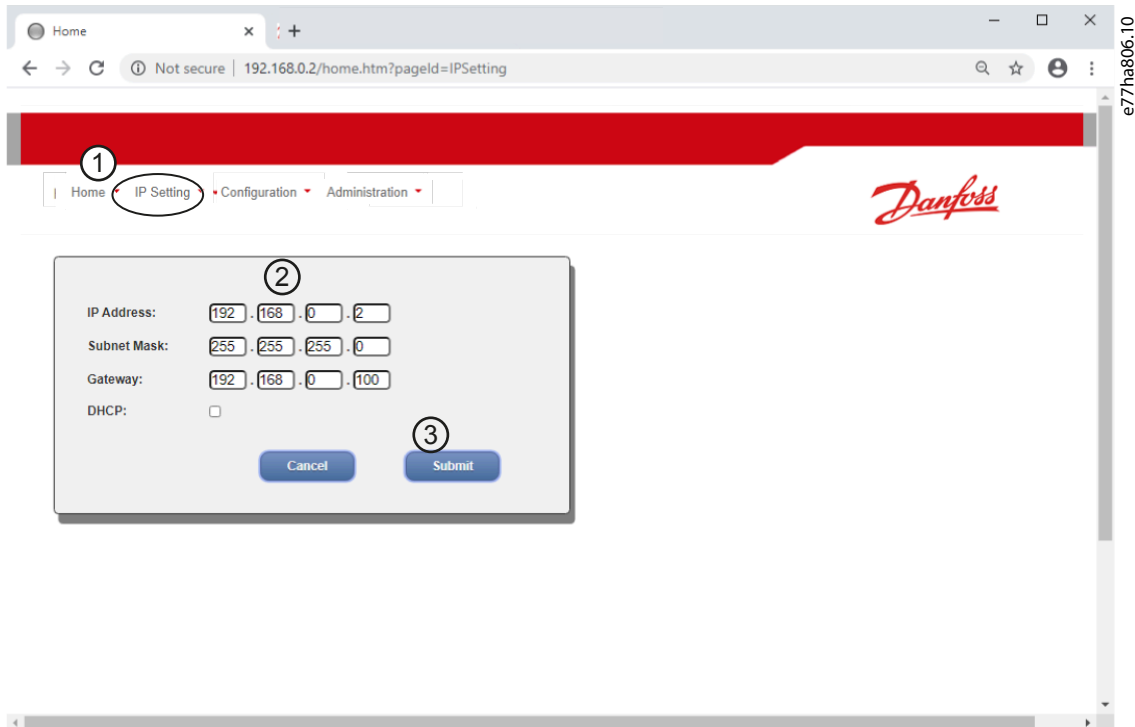 Home
Not secure | 192.168.0.2/home.htm?pageId=IPSetting
e77ha806.10
1
Home IP Setting Configuration Administration
Danfoss
2
IP Address: 192 . 168 . 0 . 2
Subnet Mask: 255 . 255 . 255 . 0
Gateway: 192 . 168 . 0 . 100
DHCP:
3
Cancel Submit